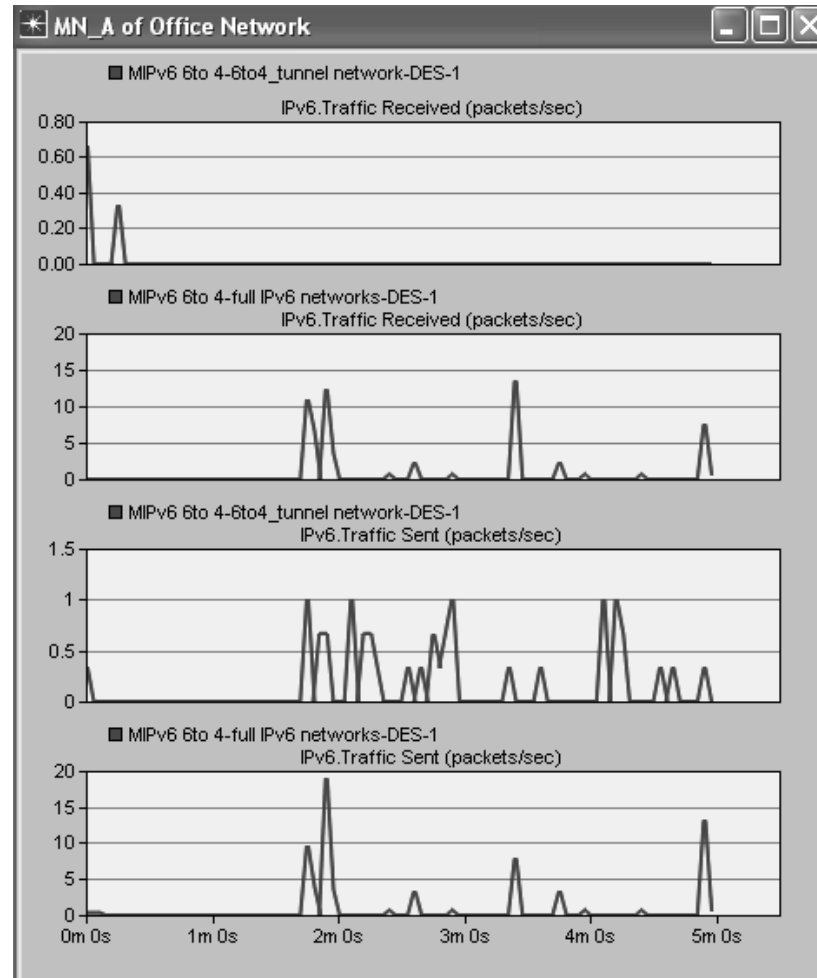 MN_A of Office Network
MIPv6 6to 4-6to4_tunnel network-DES-1
IPv6.Traffic Received (packets/sec)
0.80
0.60
0.40
0.20
0.00
MIPv6 6to 4-full IPv6 networks-DES-1
IPv6.Traffic Received (packets/sec)
20
15
10
5
0
MIPv6 6to 4-6to4_tunnel network-DES-1
IPv6.Traffic Sent (packets/sec)
1.5
1
0.5
0
MIPv6 6to 4-full IPv6 networks-DES-1
IPv6.Traffic Sent (packets/sec)
20
15
10
5
0
0m 0s 1m 0s 2m 0s 3m 0s 4m 0s 5m 0s